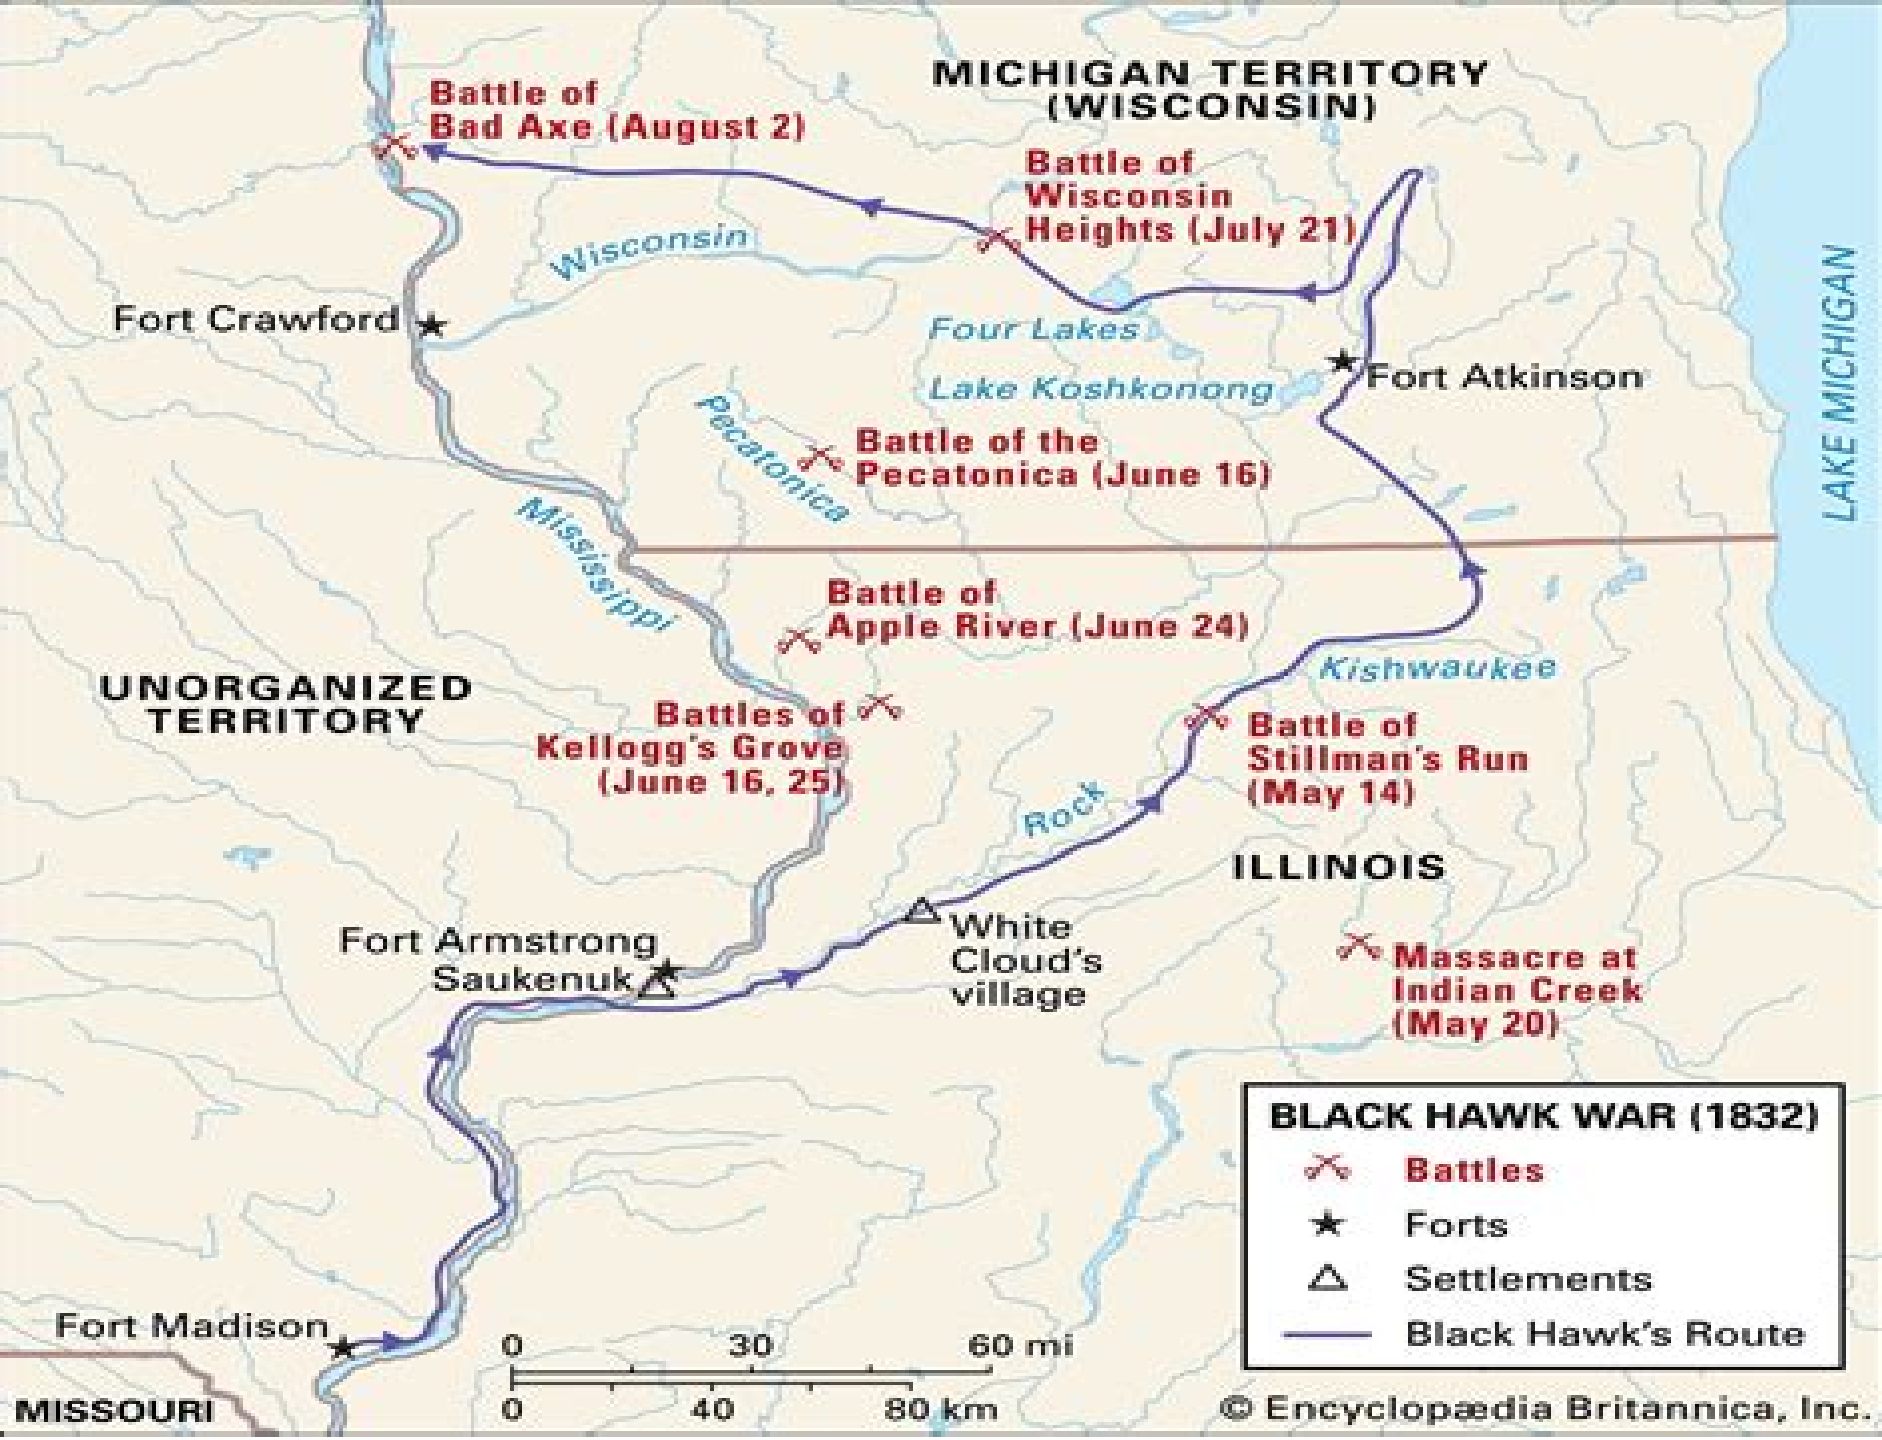 MICHIGAN TERRITORY
(WISCONSIN)
Battle of
Bad Axe (August 2)
Battle of
Wisconsin
Heights (July 21)
Wisconsin
Fort Crawford
Four Lakes
Lake Koshkonong
Fort Atkinson
LAKE MICHIGAN
Pecatonica
Battle of the
Pecatonica (June 16)
Mississippi
Battle of
Apple River (June 24)
UNORGANIZED
TERRITORY
Kishwaukee
Battles of
Kellogg's Grove
(June 16, 25)
Battle of
Stillman's Run
(May 14)
Rock
ILLINOIS
Fort Armstrong
Saukenuk
White
Cloud's
village
Massacre at
Indian Creek
(May 20)
BLACK HAWK WAR (1832)
Battles
Forts
Settlements
Black Hawk's Route
Fort Madison
0 30 60 mi
0 40 80 km
MISSOURI
© Encyclopædia Britannica, Inc.